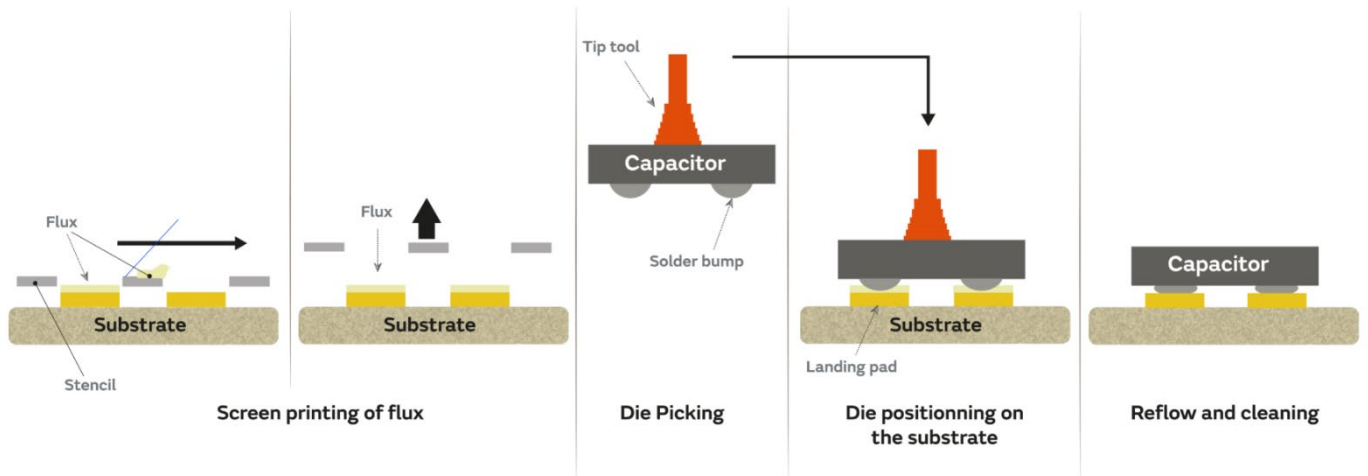 Flux
Substrate
Stencil
Flux
Substrate
Screen printing of flux
Tip tool
Capacitor
Solder bump
Die Picking
Substrate
Landing pad
Die positionning on
the substrate
Capacitor
Reflow and cleaning